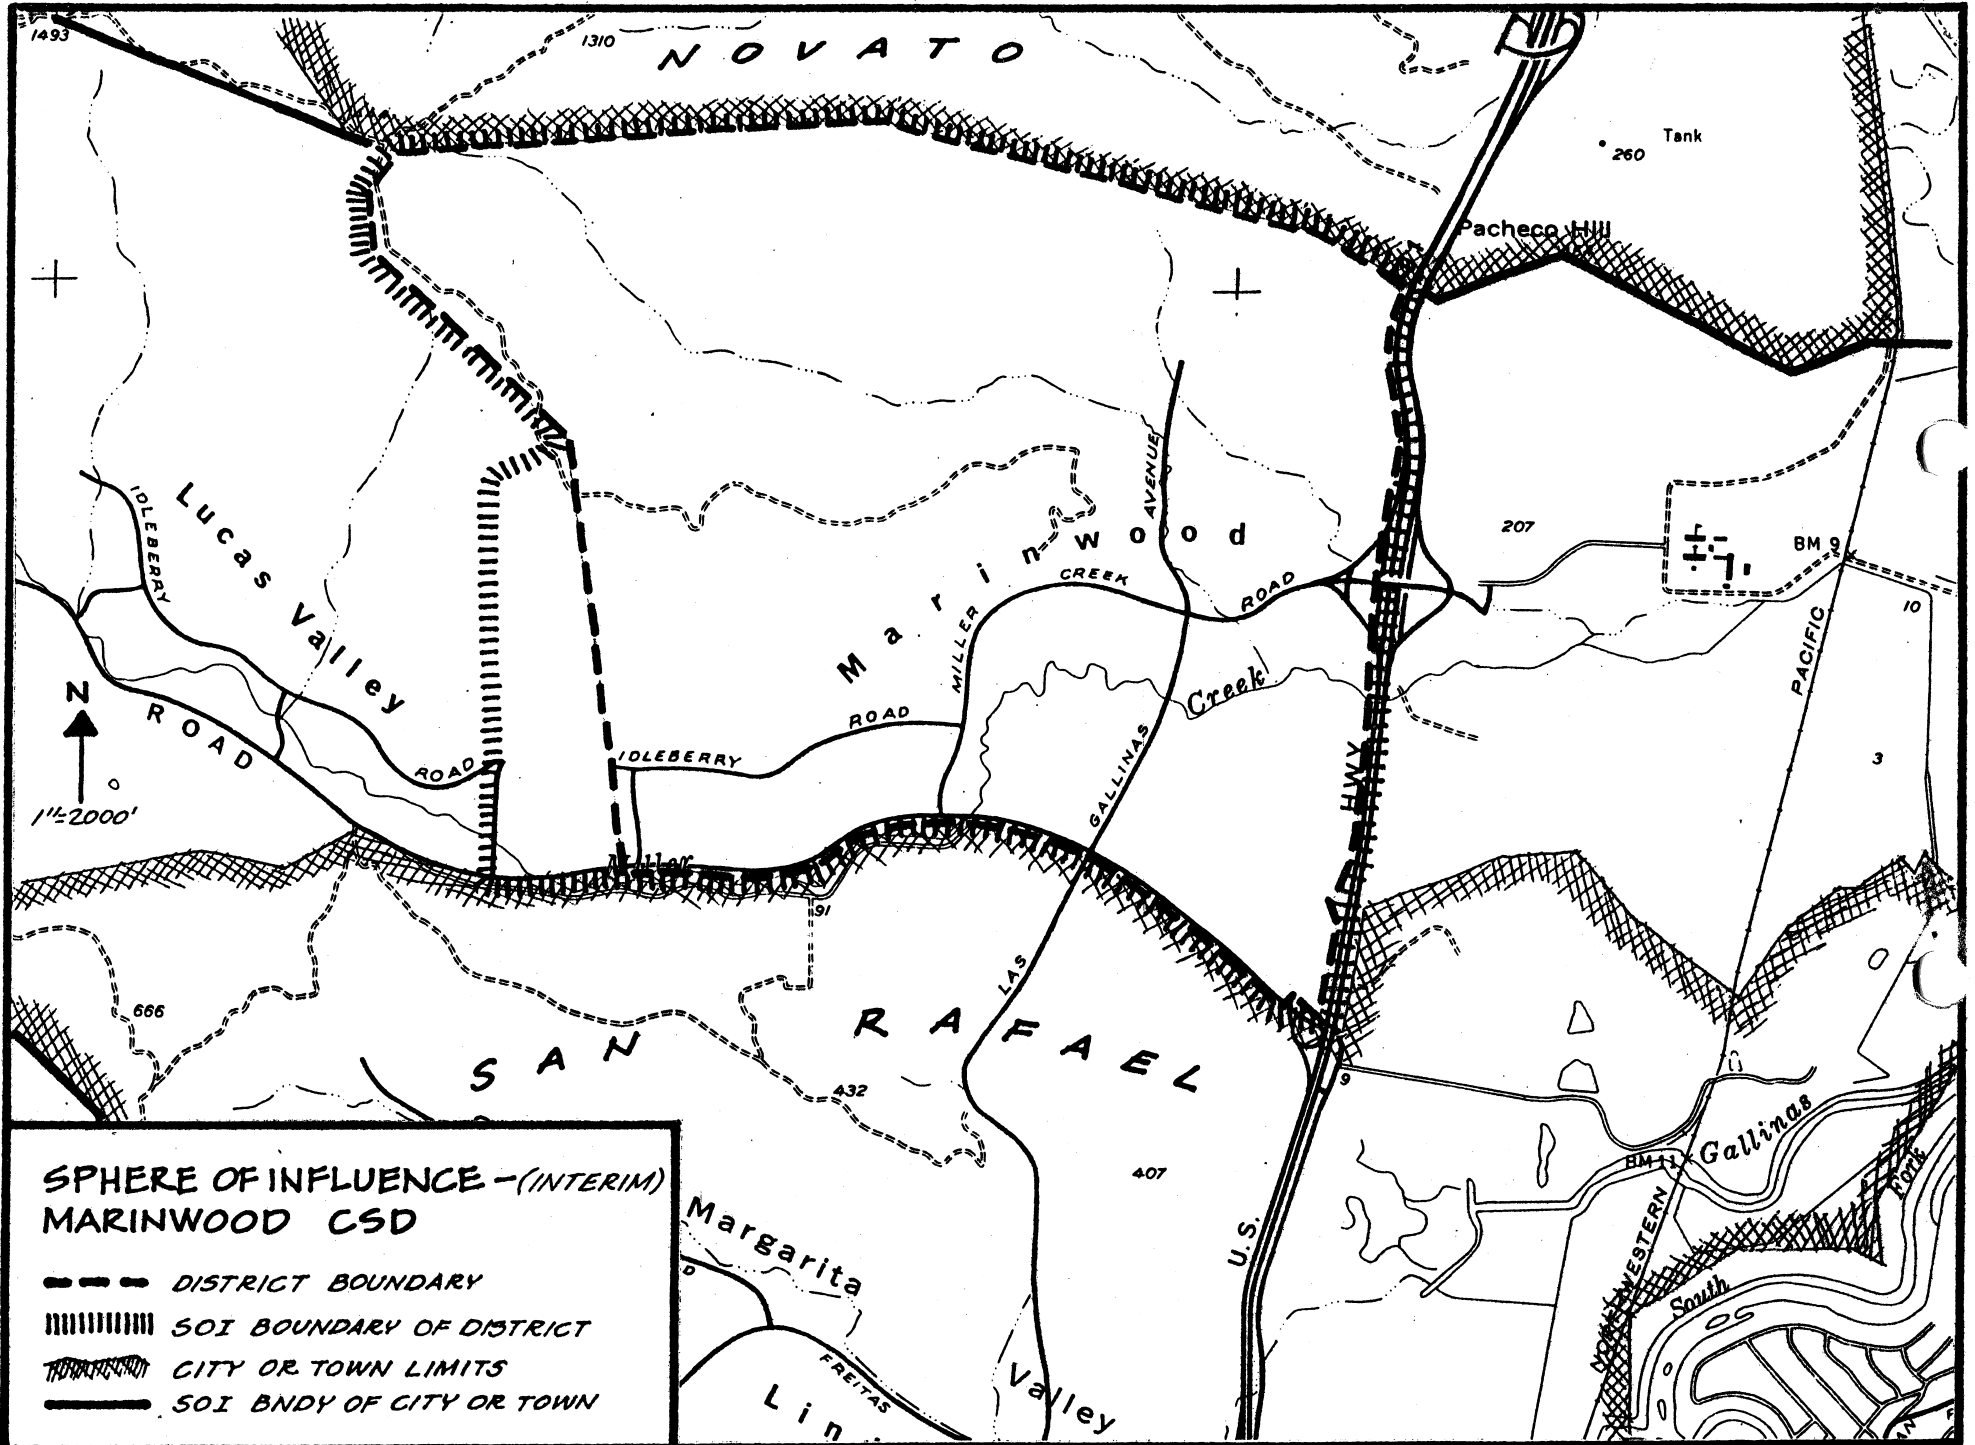 1493
1310
NOVATO
260
Tank
Pacheco Hill
Lucas Valley
IDLEBERRY
ROAD
ROAD
N
1"=2000'
Marinwood
AVENUE
CREEK
MILLER
ROAD
Creek
GALLINAS
LAS
IDLEBERRY
ROAD
Miller
HWY
U.S.
207
BM 9
10
PACIFIC
3
91
666
SAN RAFAEL
432
407
9
Gallinas
BM 11
Fork
South
NORTHWESTERN
Margarita
Valley
FREITAS
D
Lin
SPHERE OF INFLUENCE - (INTERIM)
MARINWOOD CSD
DISTRICT BOUNDARY
SOI BOUNDARY OF DISTRICT
CITY OR TOWN LIMITS
SOI BNDY OF CITY OR TOWN